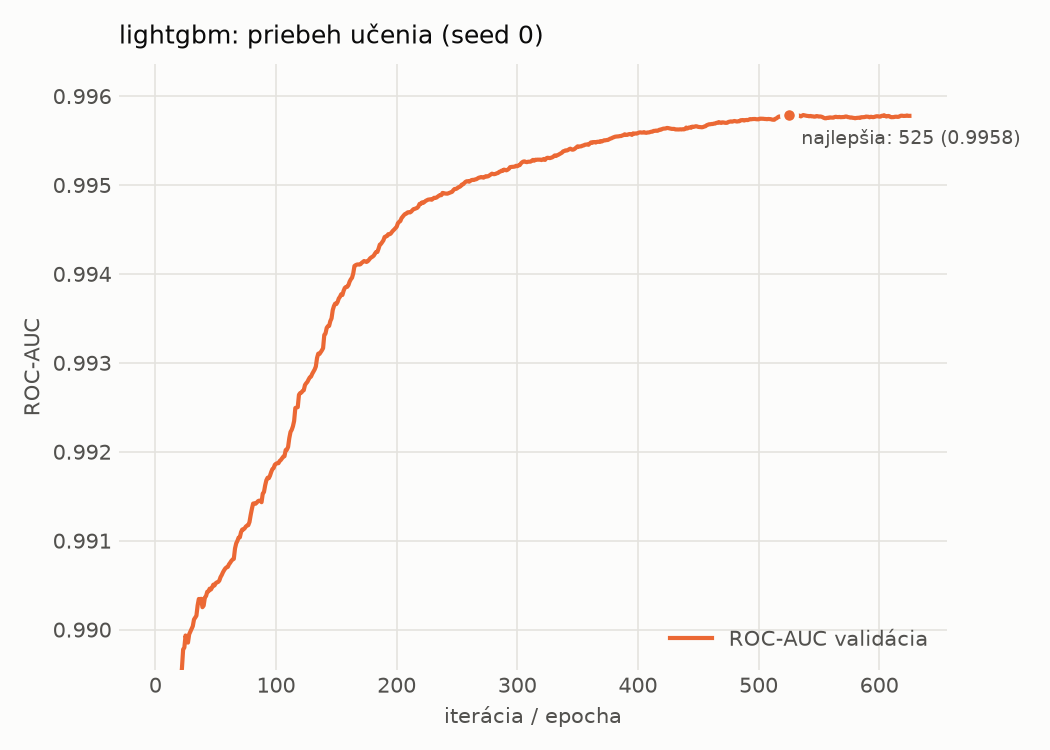 lightgbm: priebeh učenia (seed 0)
0.996
najlepšia: 525 (0.9958)
0.995
0.994
0.993
ROC-AUC
0.992
0.991
0.990
ROC-AUC validácia
0 100 200 300 400 500 600
iterácia / epocha